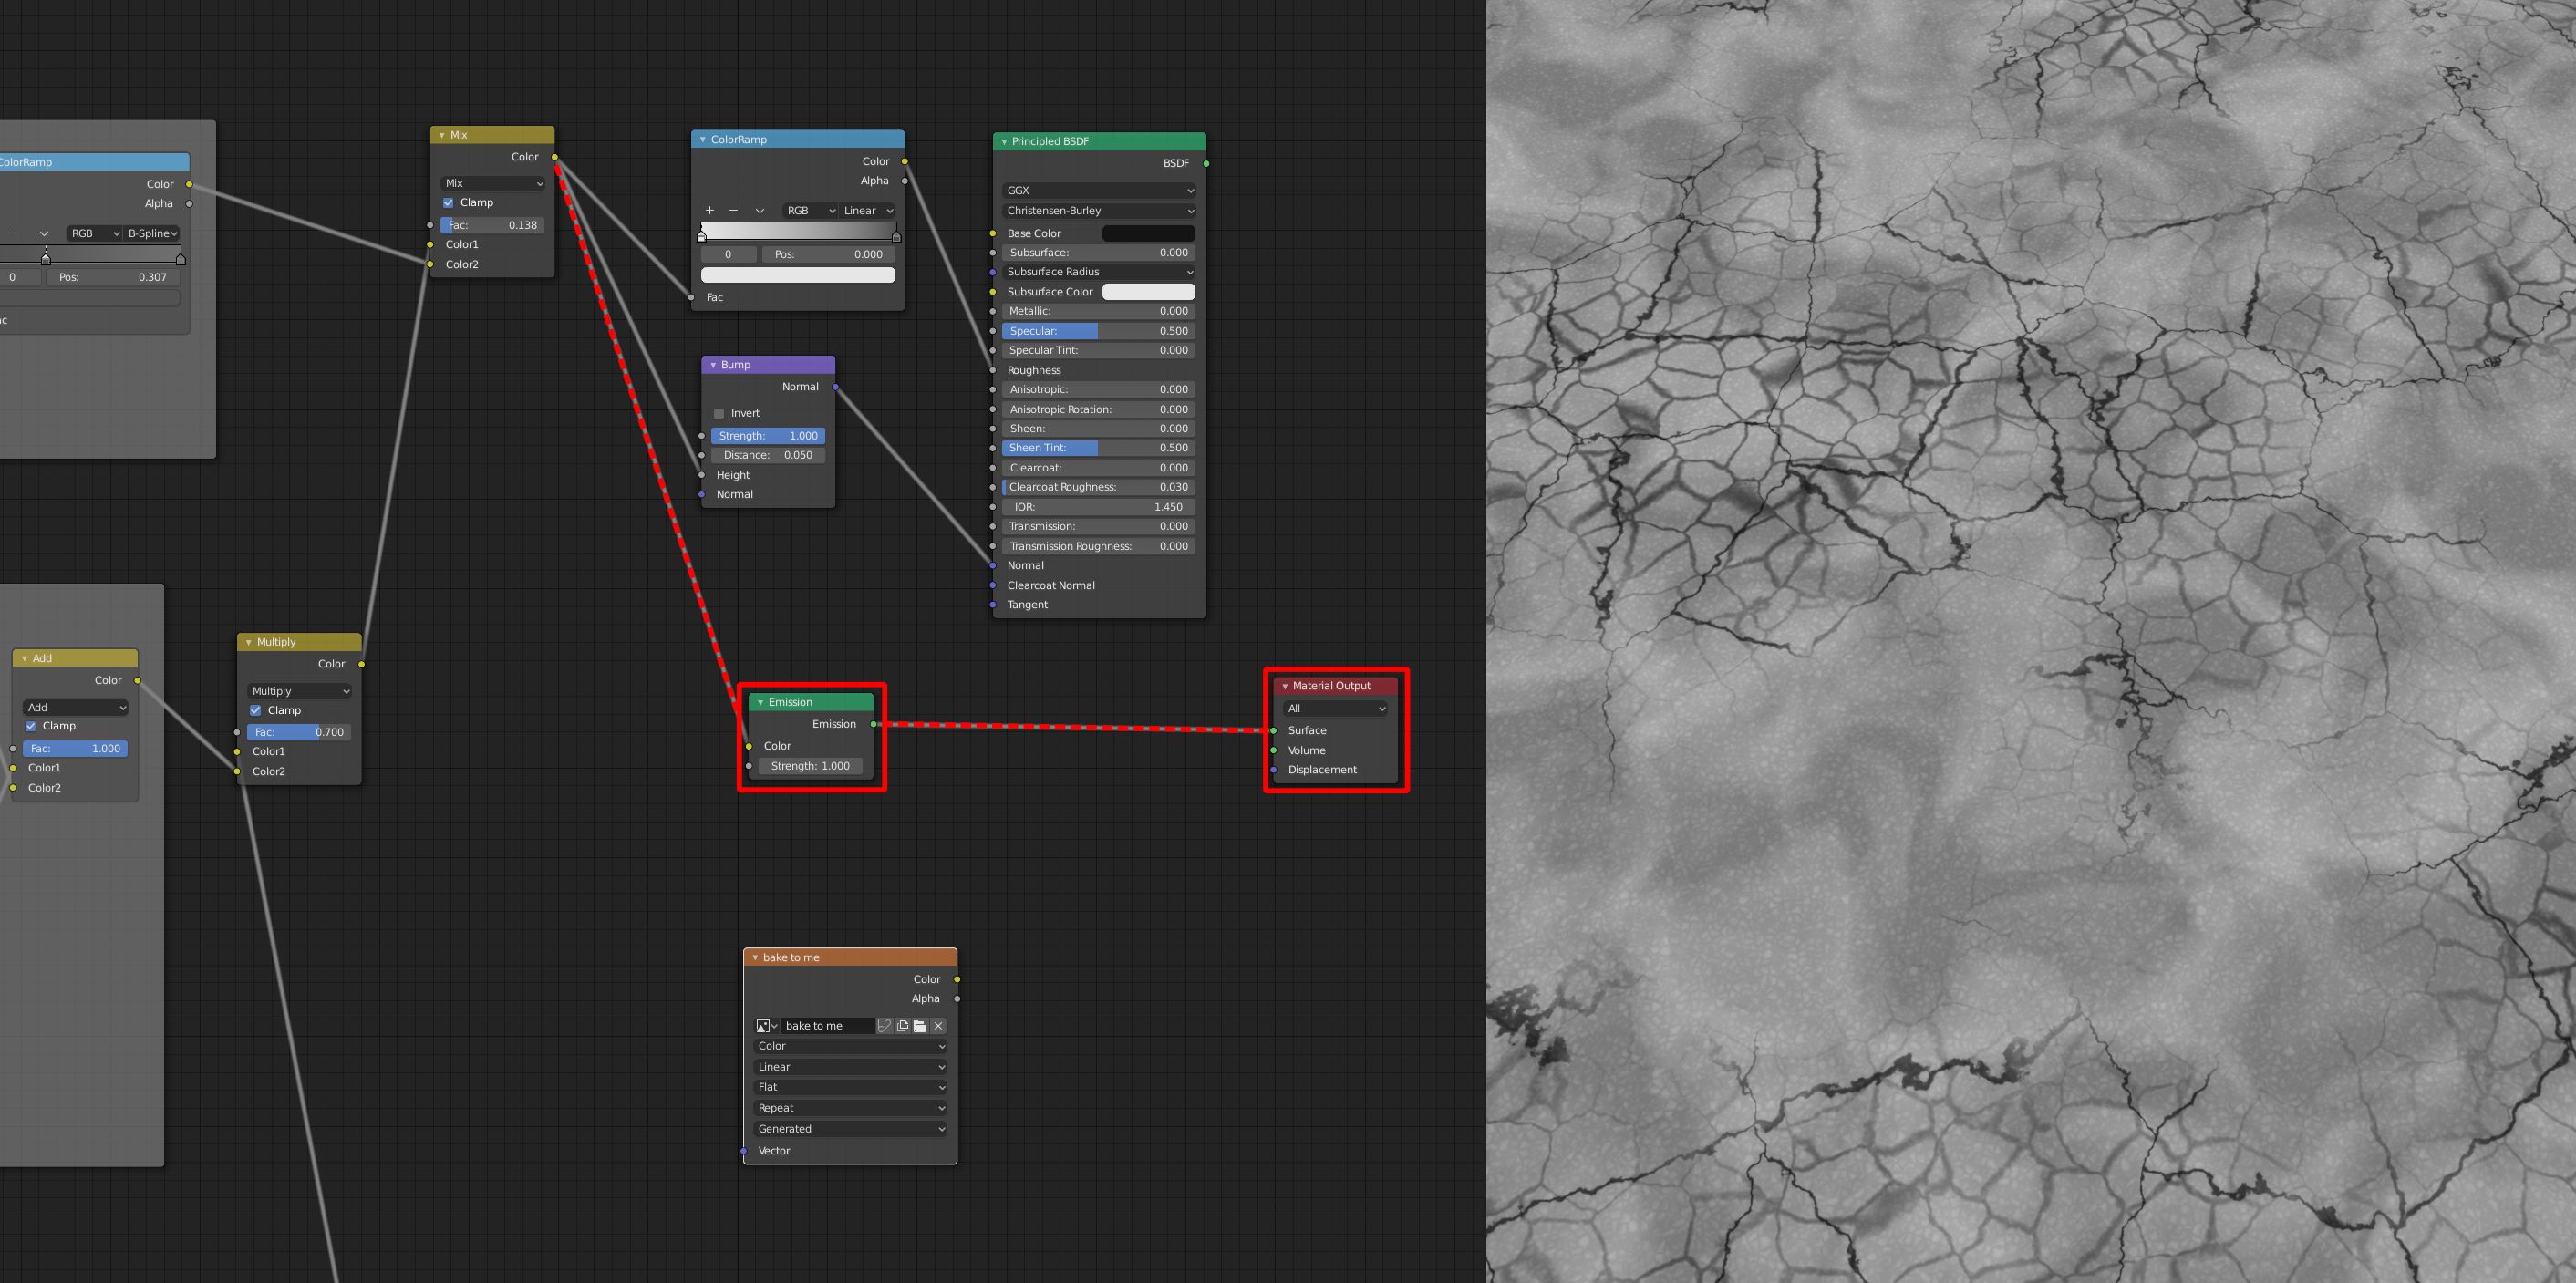 ColorRamp
Color
Alpha
RGB
B-Spline
0
Pos:
0.307
Mix
Color
Mix
Clamp
Fac:
0.138
Color1
Color2
ColorRamp
Color
Alpha
RGB
Linear
0
Pos:
0.000
Fac
Bump
Normal
Invert
Strength:
1.000
Distance:
0.050
Height
Normal
Principled BSDF
BSDF
GGX
Christensen-Burley
Base Color
Subsurface:
0.000
Subsurface Radius
Subsurface Color
Metallic:
0.000
Specular:
0.500
Specular Tint:
0.000
Roughness
Anisotropic:
0.000
Anisotropic Rotation:
0.000
Sheen:
0.000
Sheen Tint:
0.500
Clearcoat:
0.000
Clearcoat Roughness:
0.030
IOR:
1.450
Transmission:
0.000
Transmission Roughness:
0.000
Normal
Clearcoat Normal
Tangent
Add
Color
Add
Clamp
Fac:
1.000
Color1
Color2
Multiply
Color
Multiply
Clamp
Fac:
0.700
Color1
Color2
Emission
Emission
Color
Strength: 1.000
Material Output
All
Surface
Volume
Displacement
bake to me
Color
Alpha
bake to me
Color
Linear
Flat
Repeat
Generated
Vector